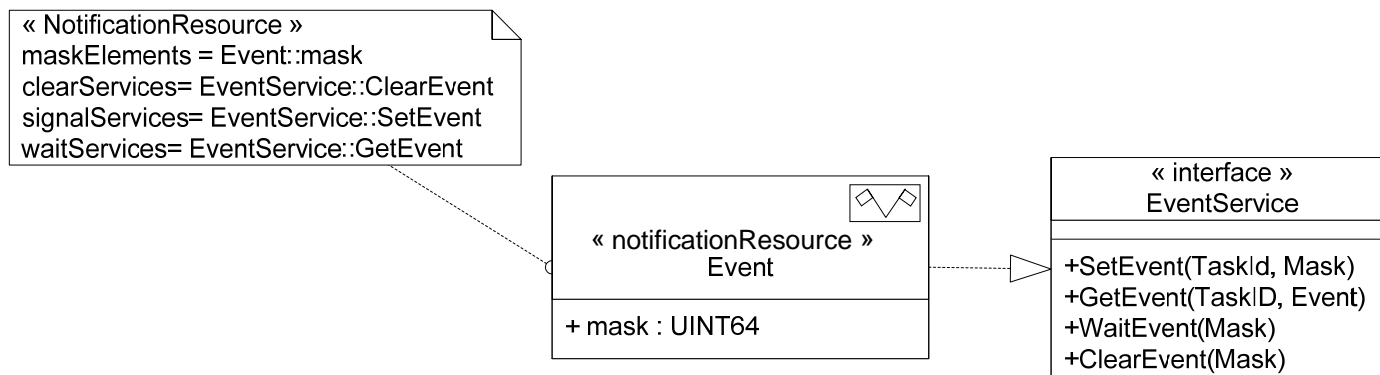 « NotificationResource »
maskElements = Event::mask
clearServices= EventService::ClearEvent
signalServices= EventService::SetEvent
waitServices= EventService::GetEvent
« notificationResource »
Event
+ mask : UINT64
« interface »
EventService
+SetEvent(TaskId, Mask)
+GetEvent(TaskID, Event)
+WaitEvent(Mask)
+ClearEvent(Mask)